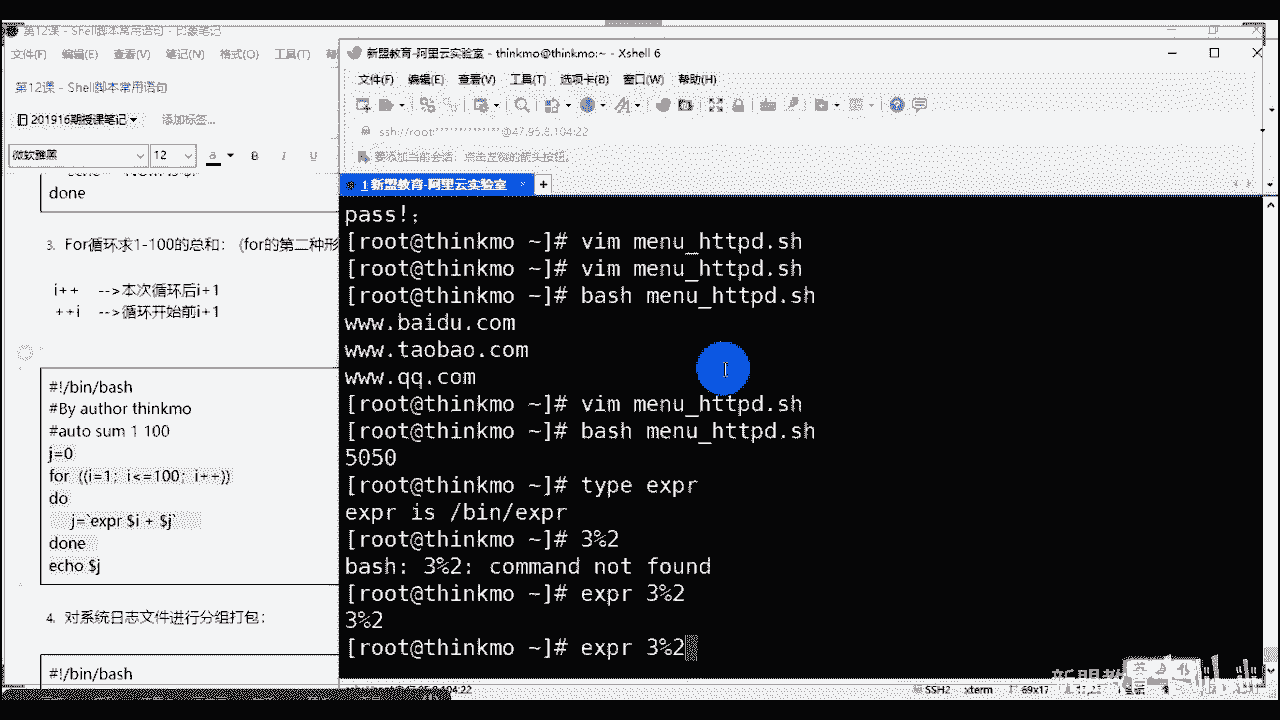 第12课 - Shell脚本常用语句 - 印象笔记
文件(F) 编辑(E) 查看(V) 笔记(N) 格式(O) 工具(T)
第12课 - Shell脚本常用语句
201916期授课笔记 添加标签...
微软雅黑 12 a B I U
done
3. For循环求1-100的总和: (for的第二种形
i++ -->本次循环后i+1
++i -->循环开始前i+1
#!/bin/bash
#By author thinkmo
#auto sum 1 100
j=0
for ((i=1; i<=100; i++))
do
j=`expr $i + $j`
done
echo $j
4. 对系统日志文件进行分组打包:
#!/bin/bash
新盟教育-阿里云实验室 - thinkmo@thinkmo:~ - Xshell 6
文件(F) 编辑(E) 查看(V) 工具(T) 选项卡(B) 窗口(W) 帮助(H)
ssh://root:**************@47.95.8.104:22
要添加当前会话，点击左侧的箭头按钮。
1 新盟教育-阿里云实验室 × +
pass!;
[root@thinkmo ~]# vim menu_httpd.sh
[root@thinkmo ~]# vim menu_httpd.sh
[root@thinkmo ~]# bash menu_httpd.sh
www.baidu.com
www.taobao.com
www.qq.com
[root@thinkmo ~]# vim menu_httpd.sh
[root@thinkmo ~]# bash menu_httpd.sh
5050
[root@thinkmo ~]# type expr
expr is /bin/expr
[root@thinkmo ~]# 3%2
bash: 3%2: command not found
[root@thinkmo ~]# expr 3%2
3%2
[root@thinkmo ~]# expr 3%2
SSH2 xterm 69x17
新盟教育